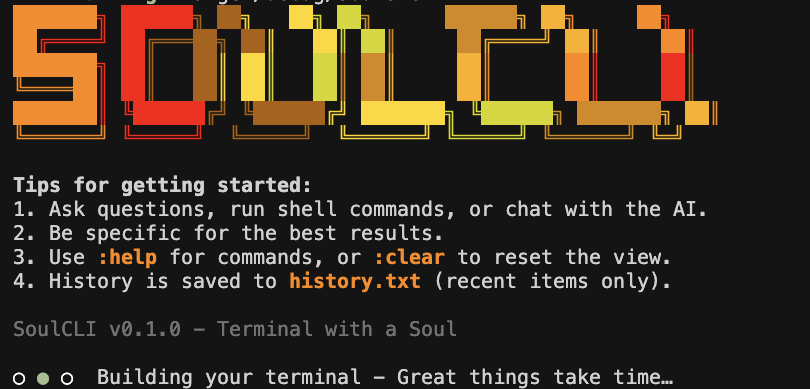 SOULCLI
Tips for getting started:
1. Ask questions, run shell commands, or chat with the AI.
2. Be specific for the best results.
3. Use :help for commands, or :clear to reset the view.
4. History is saved to history.txt (recent items only).
SoulCLI v0.1.0 – Terminal with a Soul
Building your terminal – Great things take time…